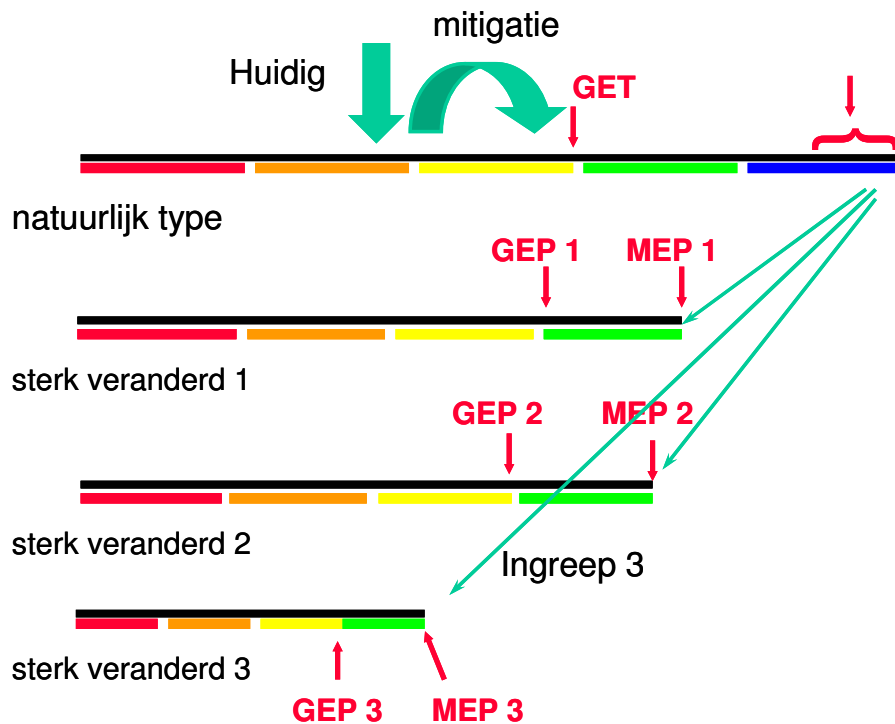 mitigatie
Huidig
GET
natuurlijk type
GEP 1
MEP 1
sterk veranderd 1
GEP 2
MEP 2
sterk veranderd 2
Ingreep 3
sterk veranderd 3
GEP 3
MEP 3